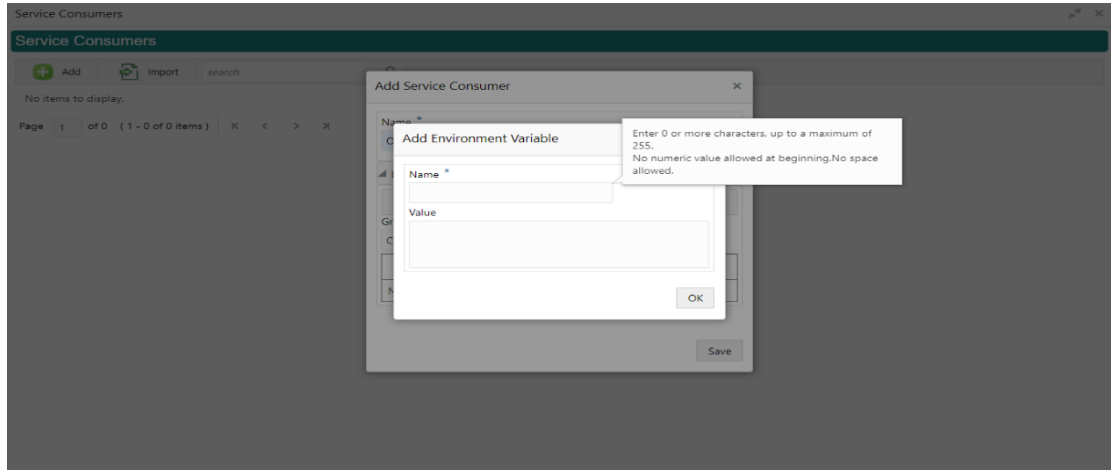 Service Consumers
Service Consumers
Add Import search
No items to display.
Page 1 of 0 ( 1 - 0 of 0 items )
Add Service Consumer
Name *
Add Environment Variable
Enter 0 or more characters, up to a maximum of
255.
No numeric value allowed at beginning.No space
allowed.
Name *
Value
OK
Save